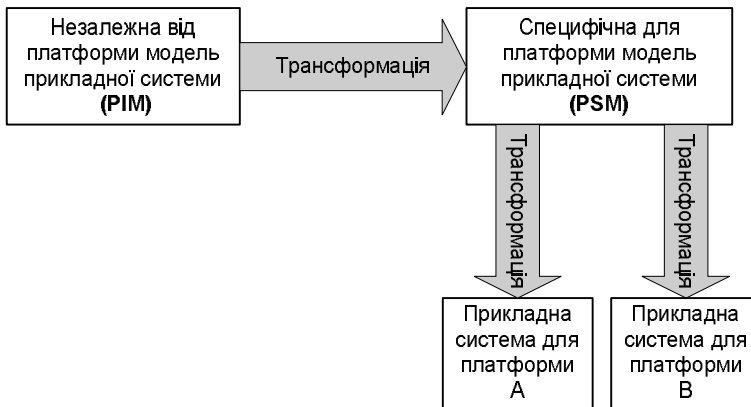 Незалежна від
платформи модель
прикладної системи
(PIM)
Трансформація
Специфічна для
платформи модель
прикладної системи
(PSM)
Трансформація
Трансформація
Прикладна
система для
платформи
А
Прикладна
система для
платформи
В